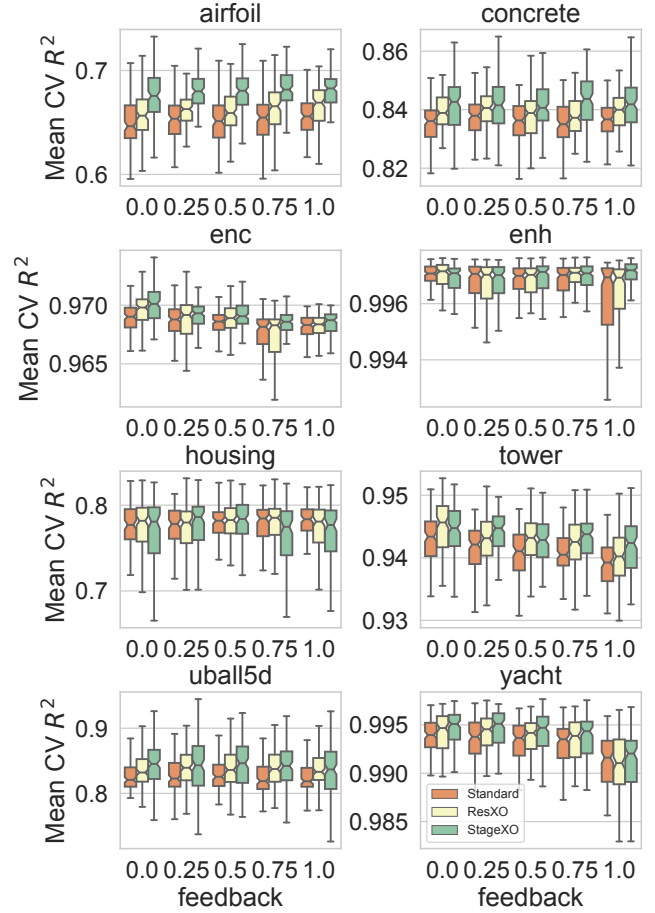 airfoil
concrete
Mean CV R²
0.7
0.6
0.86
0.84
0.82
0.0 0.25 0.5 0.75 1.0
0.0 0.25 0.5 0.75 1.0
enc
enh
Mean CV R²
0.970
0.965
0.996
0.994
0.0 0.25 0.5 0.75 1.0
0.0 0.25 0.5 0.75 1.0
housing
tower
Mean CV R²
0.8
0.7
0.95
0.94
0.93
0.0 0.25 0.5 0.75 1.0
0.0 0.25 0.5 0.75 1.0
uball5d
yacht
Mean CV R²
0.9
0.8
0.995
0.990
0.985
Standard
ResXO
StageXO
0.0 0.25 0.5 0.75 1.0
0.0 0.25 0.5 0.75 1.0
feedback
feedback